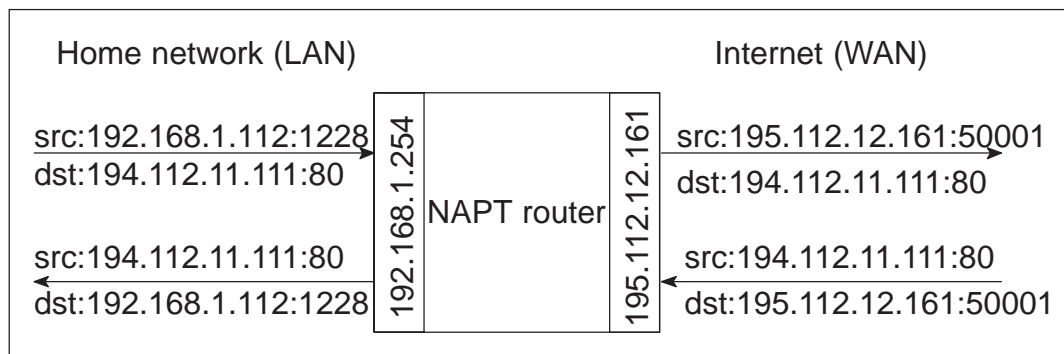 Home network (LAN)
Internet (WAN)
src:192.168.1.112:1228
dst:194.112.11.111:80
192.168.1.254
NAPT router
195.112.12.161
src:195.112.12.161:50001
dst:194.112.11.111:80
src:194.112.11.111:80
dst:192.168.1.112:1228
src:194.112.11.111:80
dst:195.112.12.161:50001